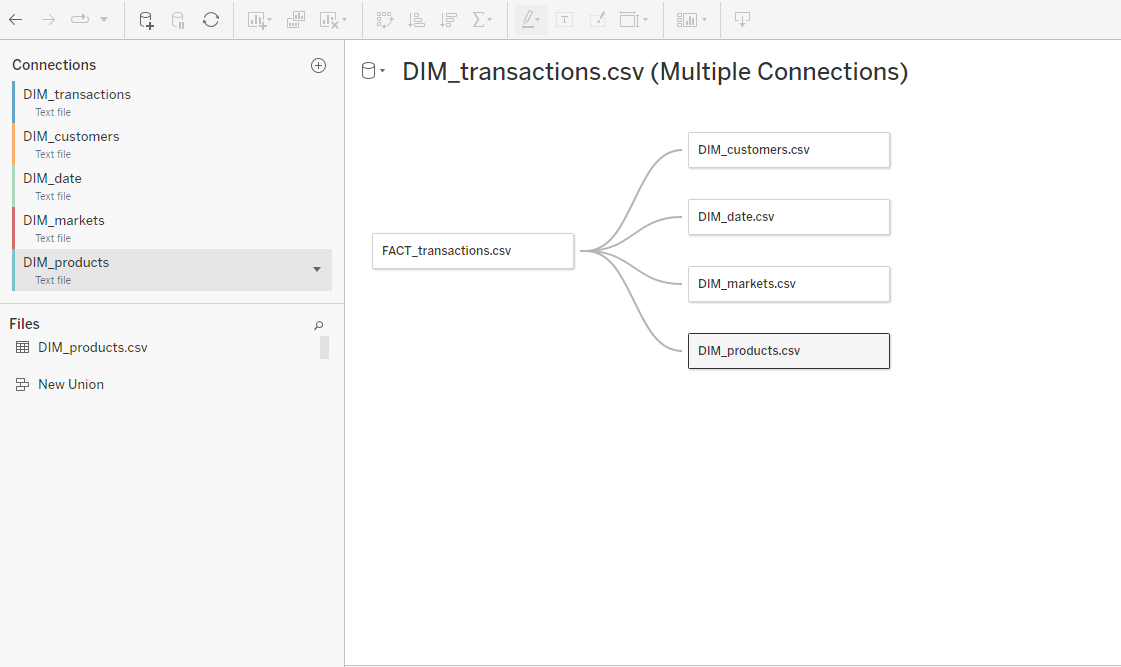 Connections
DIM_transactions
Text file
DIM_customers
Text file
DIM_date
Text file
DIM_markets
Text file
DIM_products
Text file
Files
DIM_products.csv
New Union
DIM_transactions.csv (Multiple Connections)
FACT_transactions.csv
DIM_customers.csv
DIM_date.csv
DIM_markets.csv
DIM_products.csv